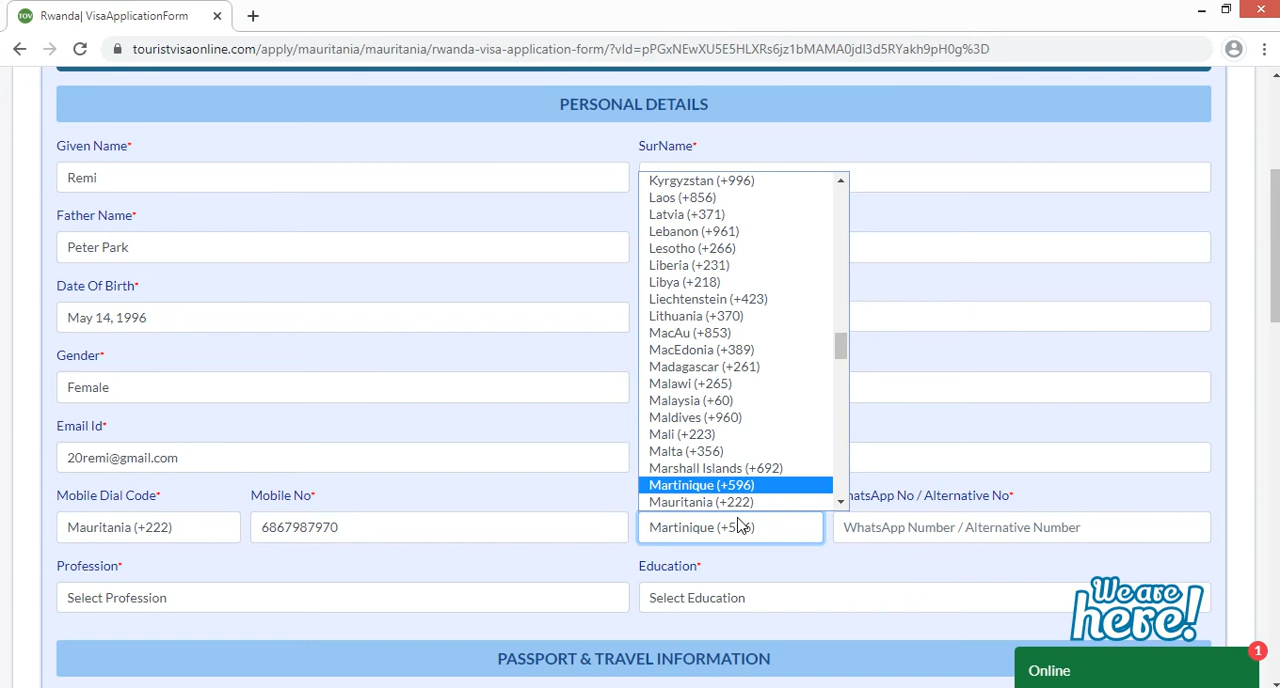 TOV
Rwanda| VisaApplicationForm
touristvisaonline.com/apply/mauritania/mauritania/rwanda-visa-application-form/?vId=pPGxNEwXU5E5HLXRs6jz1bMAMA0jdl3d5RYakh9pH0g%3D
PERSONAL DETAILS
Given Name*
SurName*
Remi
Kyrgyzstan (+996)
Laos (+856)
Latvia (+371)
Father Name*
Lebanon (+961)
Peter Park
Lesotho (+266)
Liberia (+231)
Libya (+218)
Date Of Birth*
Liechtenstein (+423)
May 14, 1996
Lithuania (+370)
MacAu (+853)
MacEdonia (+389)
Gender*
Madagascar (+261)
Malawi (+265)
Female
Malaysia (+60)
Maldives (+960)
Email Id*
Mali (+223)
Malta (+356)
20remi@gmail.com
Marshall Islands (+692)
Martinique (+596)
Mauritania (+222)
Mobile Dial Code*
Mobile No*
hatsApp No / Alternative No*
Mauritania (+222)
6867987970
Martinique (+596)
WhatsApp Number / Alternative Number
Profession*
Education*
Select Profession
Select Education
We are
here!
PASSPORT & TRAVEL INFORMATION
1
Online